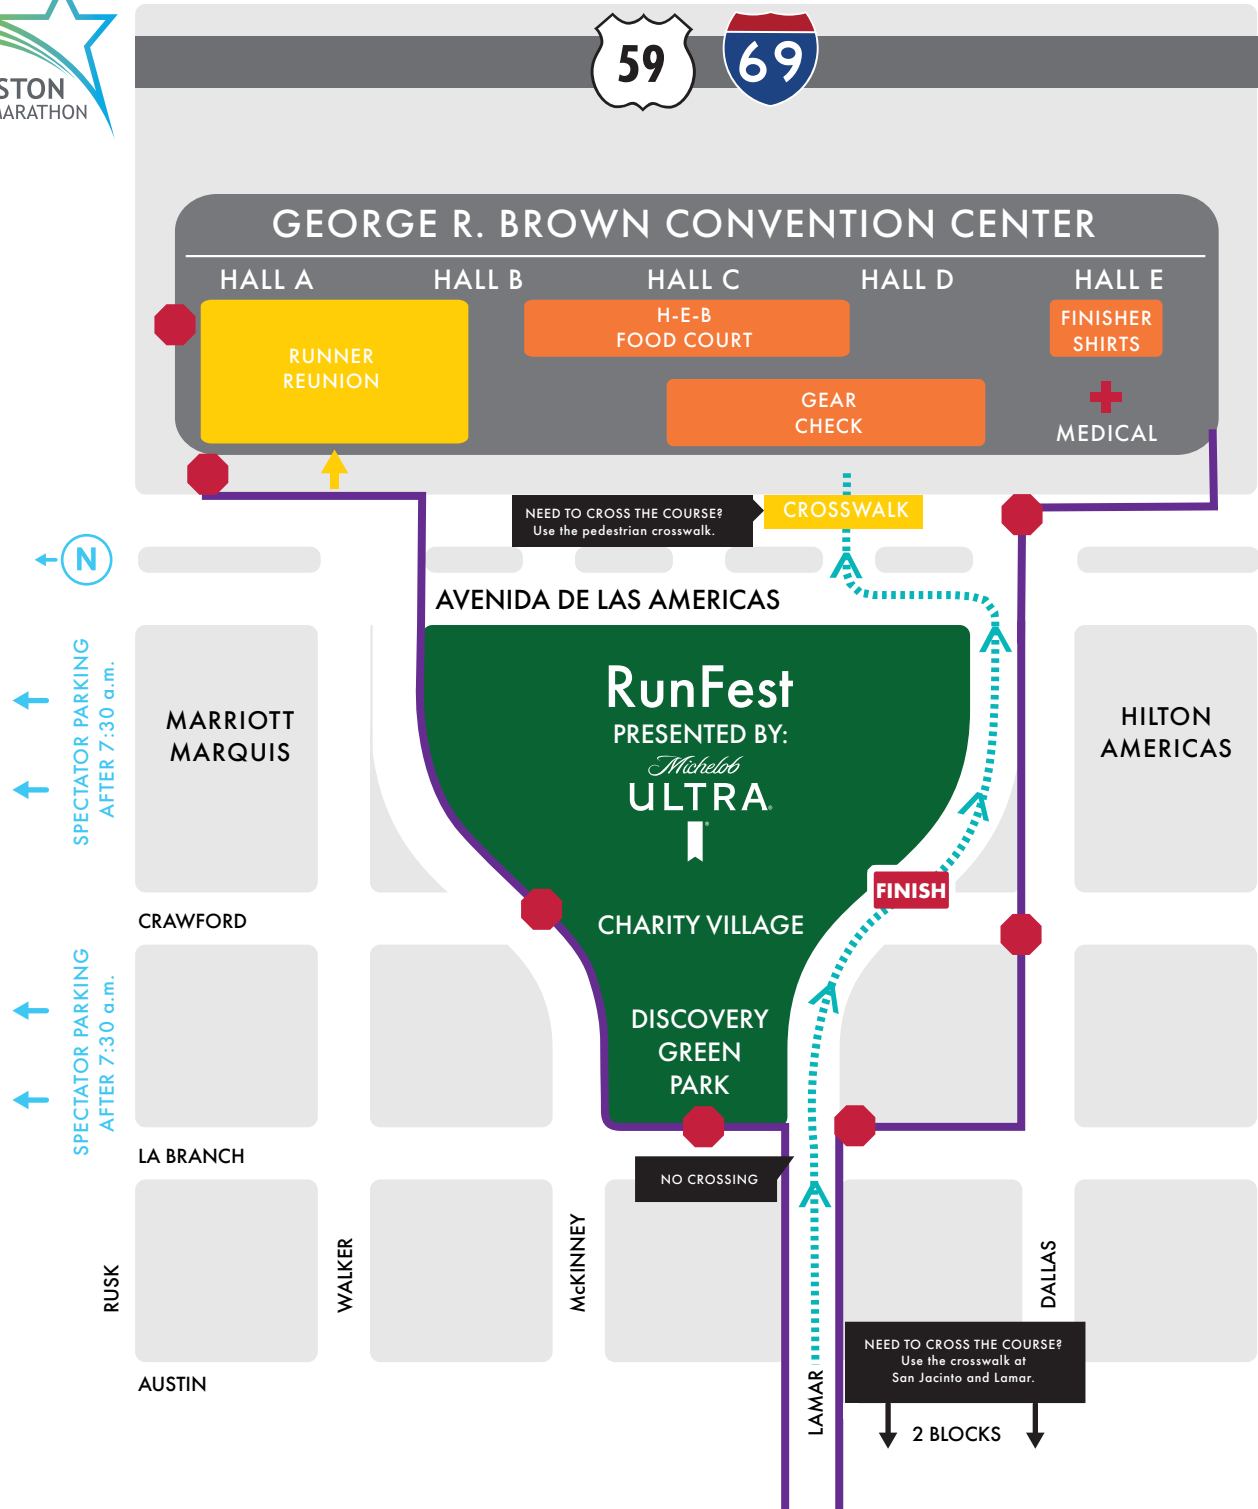 STON
MARATHON
59
69
GEORGE R. BROWN CONVENTION CENTER
HALL A
HALL B
HALL C
HALL D
HALL E
RUNNER
REUNION
H-E-B
FOOD COURT
FINISHER
SHIRTS
GEAR
CHECK
MEDICAL
NEED TO CROSS THE COURSE?
Use the pedestrian crosswalk.
CROSSWALK
N
AVENIDA DE LAS AMERICAS
SPECTATOR PARKING
AFTER 7:30 a.m.
MARRIOTT
MARQUIS
RunFest
PRESENTED BY:
Michelob
ULTRA
HILTON
AMERICAS
FINISH
CRAWFORD
CHARITY VILLAGE
SPECTATOR PARKING
AFTER 7:30 a.m.
DISCOVERY
GREEN
PARK
LA BRANCH
NO CROSSING
RUSK
WALKER
McKINNEY
DALLAS
NEED TO CROSS THE COURSE?
Use the crosswalk at
San Jacinto and Lamar.
AUSTIN
LAMAR
2 BLOCKS